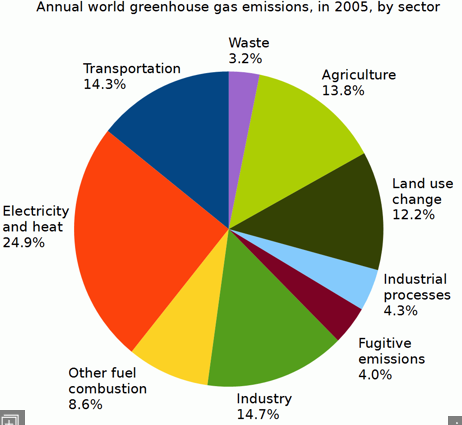 Annual world greenhouse gas emissions, in 2005, by sector
Waste
3.2%
Transportation
14.3%
Agriculture
13.8%
Land use
change
12.2%
Electricity
and heat
24.9%
Industrial
processes
4.3%
Fugitive
emissions
4.0%
Other fuel
combustion
8.6%
Industry
14.7%